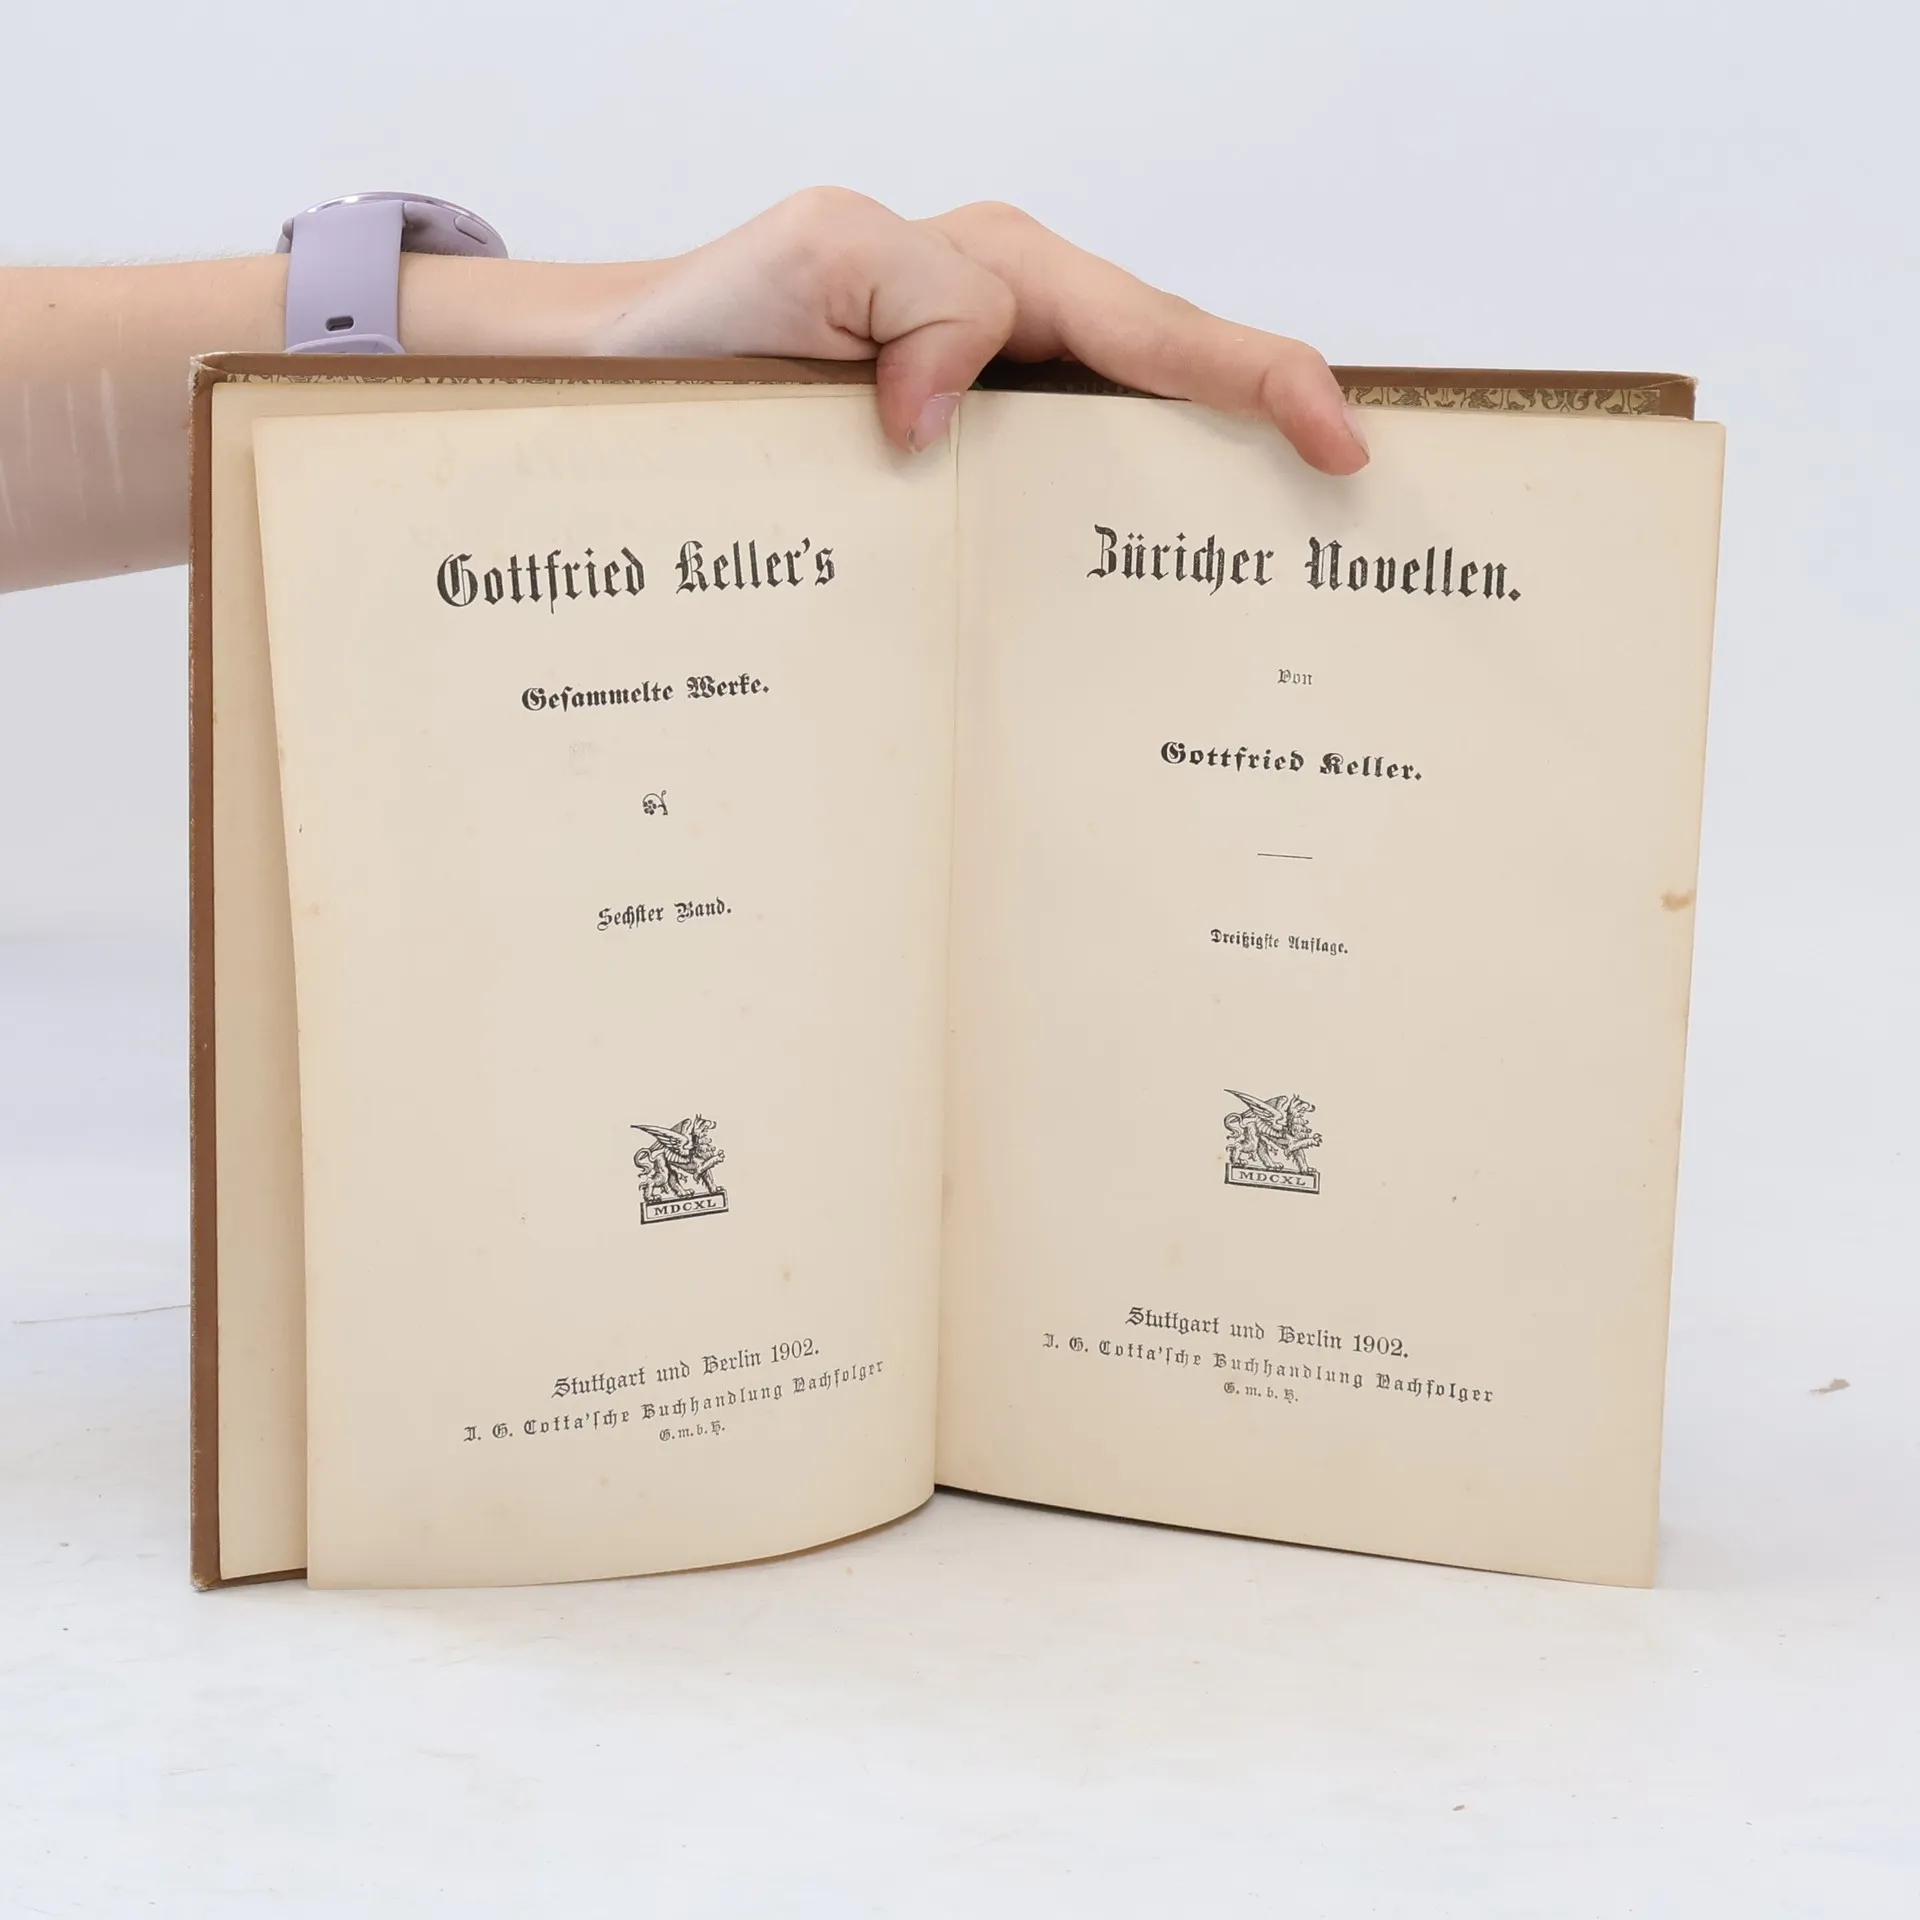 Gottfried Keller's
Gesammelte Werke.
Sechster Band.
MDCXL
Stuttgart und Berlin 1902.
J. G. Cotta'sche Buchhandlung Nachfolger
G. m. b. H.
Züricher Novellen.
Von
Gottfried Keller.
Dreißigste Auflage.
MDCXL
Stuttgart und Berlin 1902.
J. G. Cotta'sche Buchhandlung Nachfolger
G. m. b. H.